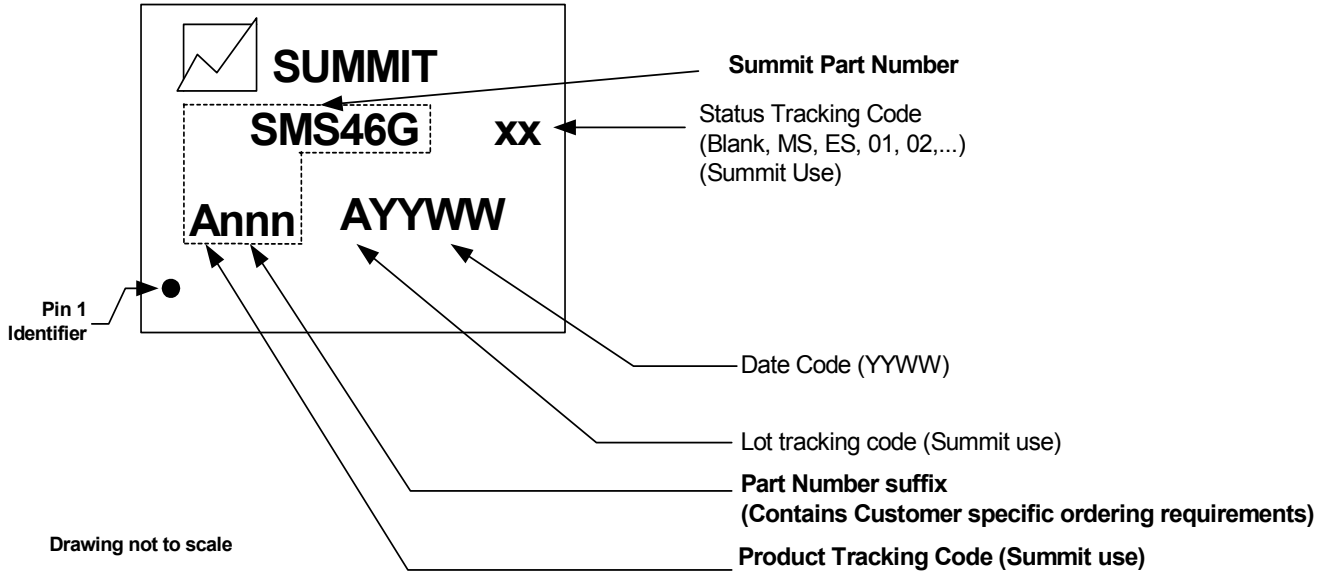 SUMMIT
Summit Part Number
SMS46G
xx
Status Tracking Code
(Blank, MS, ES, 01, 02,...)
(Summit Use)
Annn
AYYWW
Pin 1
Identifier
Date Code (YYWW)
Lot tracking code (Summit use)
Part Number suffix
(Contains Customer specific ordering requirements)
Drawing not to scale
Product Tracking Code (Summit use)